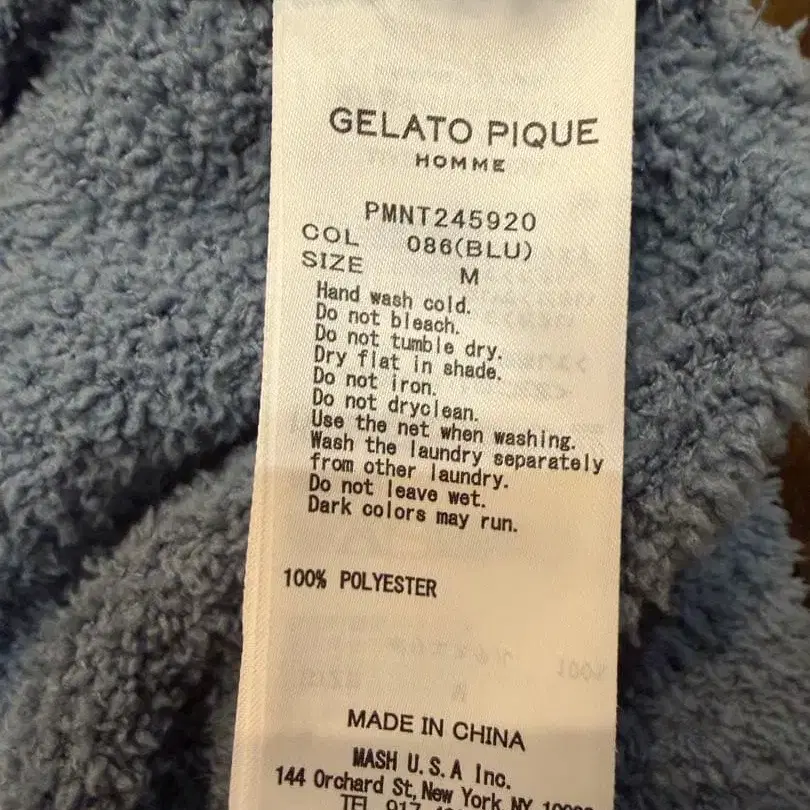 GELATO PIQUE
HOMME
PMNT245920
COL 086(BLU)
SIZE M
Hand wash cold.
Do not bleach.
Do not tumble dry.
Dry flat in shade.
Do not iron.
Do not dryclean.
Use the net when washing.
Wash the laundry separately
from other laundry.
Do not leave wet.
Dark colors may run.
100% POLYESTER
MADE IN CHINA
MASH U.S.A Inc.
144 Orchard St, New York NY
TEL 917